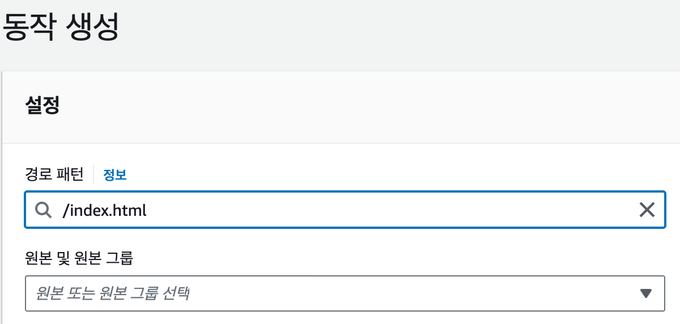 동작 생성
설정
경로 패턴 정보
/index.html
원본 및 원본 그룹
원본 또는 원본 그룹 선택